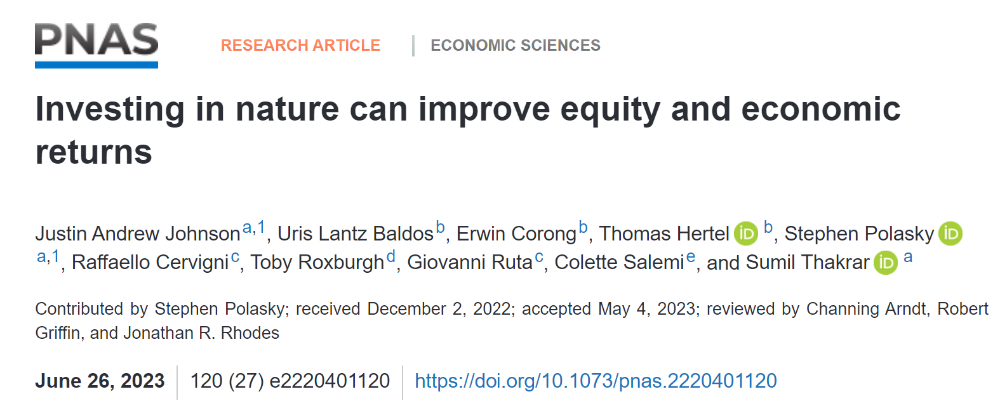 PNAS RESEARCH ARTICLE ECONOMIC SCIENCES
Investing in nature can improve equity and economic
returns
Justin Andrew Johnson a,1, Uris Lantz Baldos b, Erwin Corong b, Thomas Hertel iD b, Stephen Polasky iD
a,1, Raffaello Cervigni c, Toby Roxburgh d, Giovanni Ruta c, Colette Salemi e, and Sumil Thakrar iD a
Contributed by Stephen Polasky; received December 2, 2022; accepted May 4, 2023; reviewed by Channing Arndt, Robert
Griffin, and Jonathan R. Rhodes
June 26, 2023 120 (27) e2220401120 https://doi.org/10.1073/pnas.2220401120